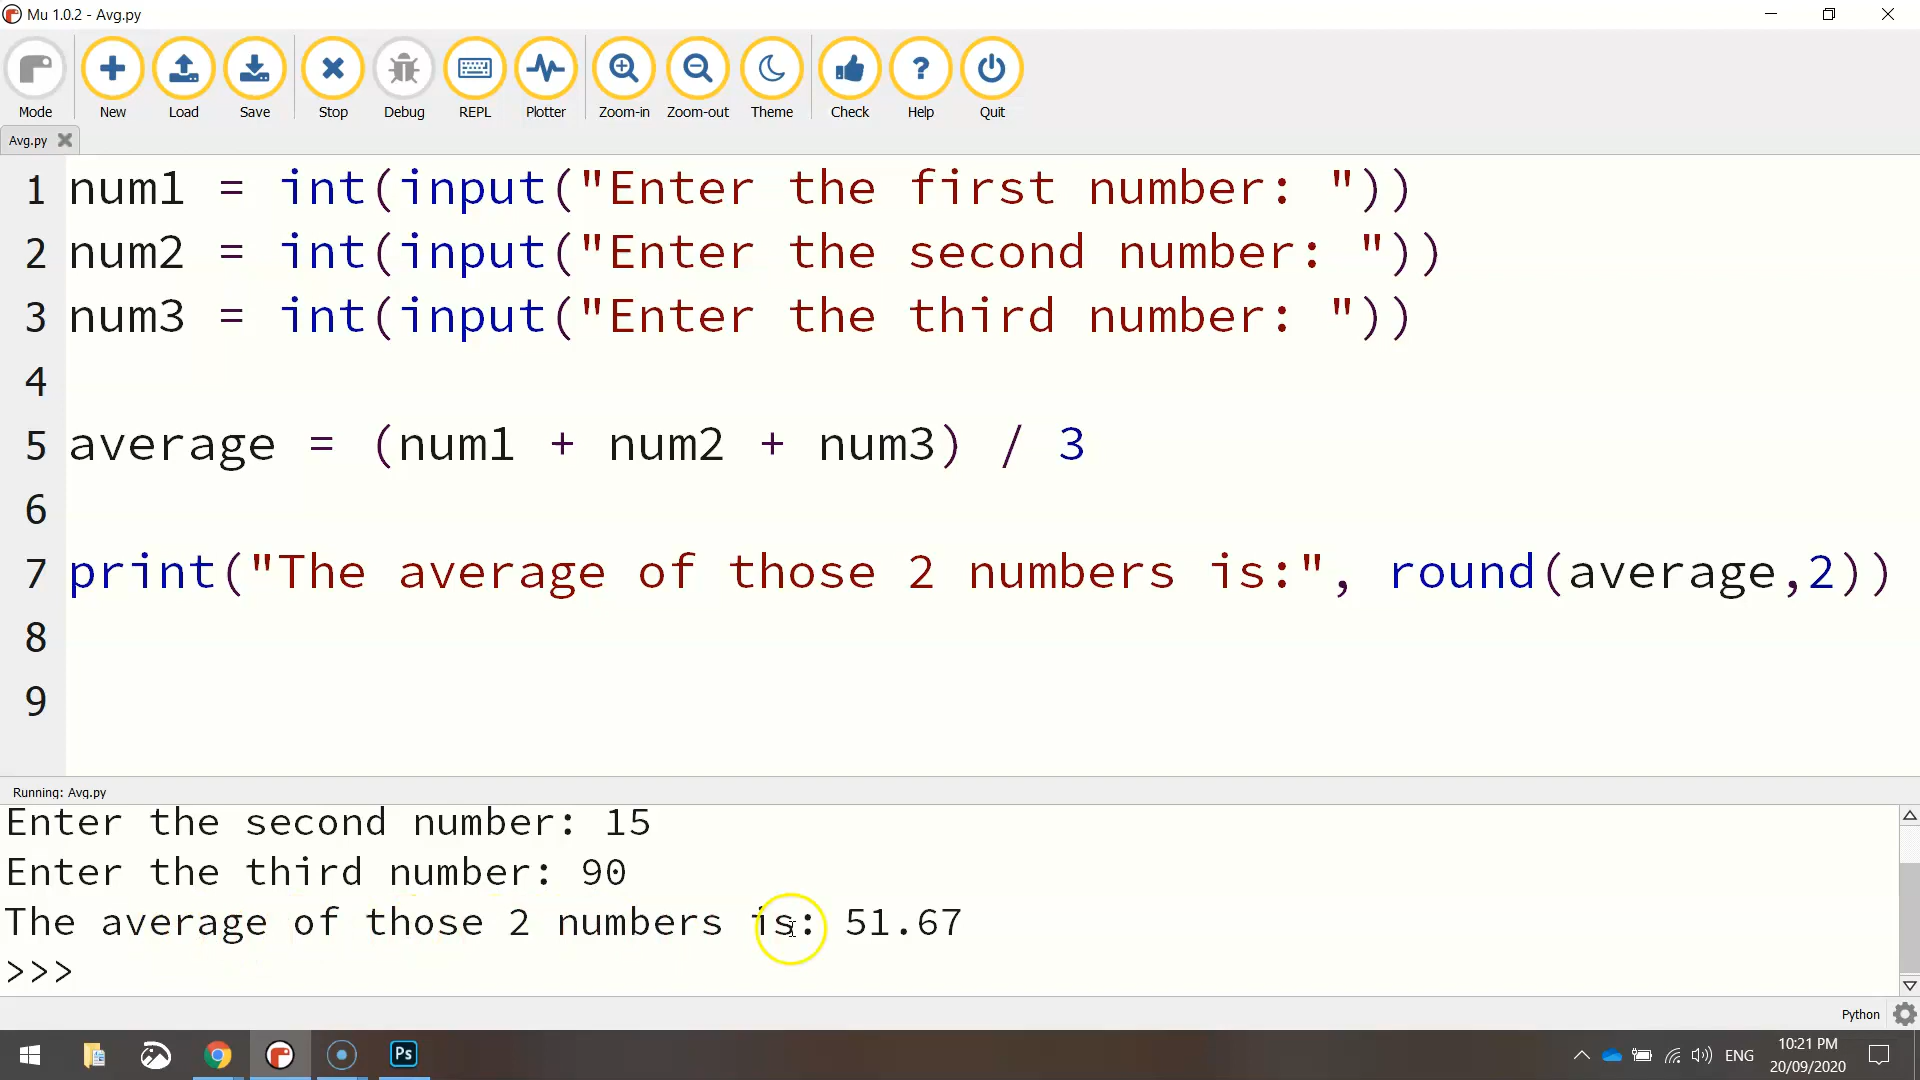 Mu 1.0.2 - Avg.py
Mode New Load Save Stop Debug REPL Plotter Zoom-in Zoom-out Theme Check Help Quit
Avg.py
1 num1 = int(input("Enter the first number: "))
2 num2 = int(input("Enter the second number: "))
3 num3 = int(input("Enter the third number: "))
4
5 average = (num1 + num2 + num3) / 3
6
7 print("The average of those 2 numbers is:", round(average,2))
8
9
Running: Avg.py
Enter the second number: 15
Enter the third number: 90
The average of those 2 numbers is: 51.67
>>>
Python
Ps
ENG
10:21 PM
20/09/2020